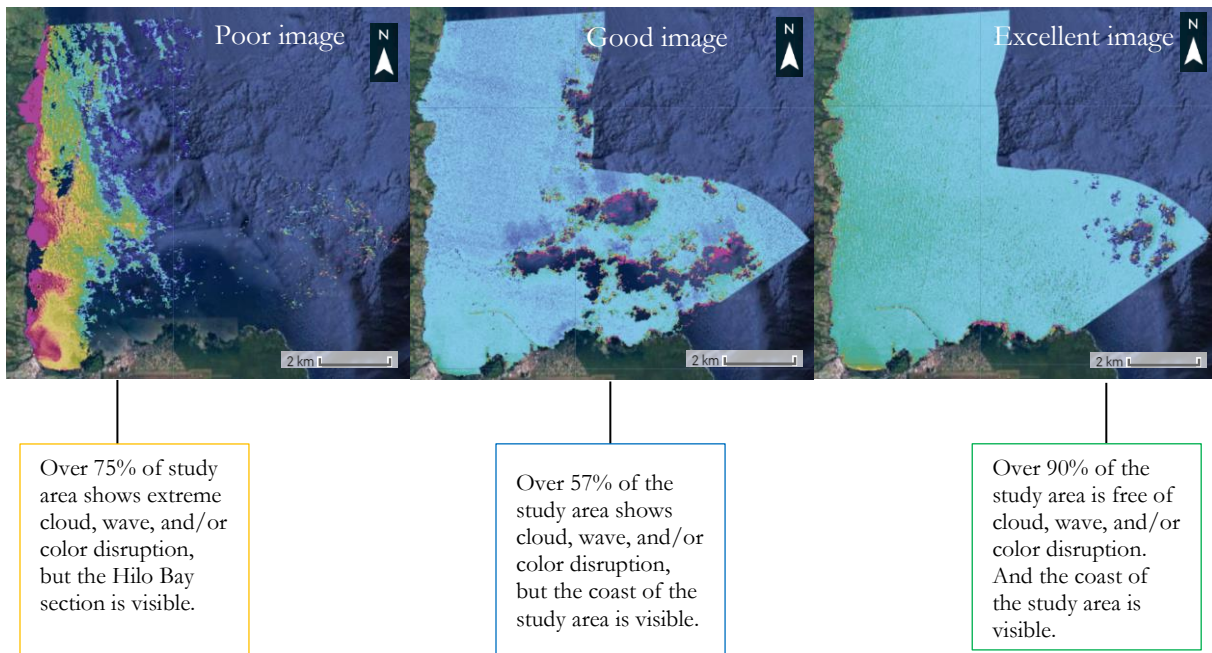 Poor image
N
2 km
Good image
N
2 km
Excellent image
N
2 km
Over 75% of study
area shows extreme
cloud, wave, and/or
color disruption,
but the Hilo Bay
section is visible.
Over 57% of the
study area shows
cloud, wave, and/or
color disruption,
but the coast of the
study area is visible.
Over 90% of the
study area is free of
cloud, wave, and/or
color disruption.
And the coast of
the study area is
visible.